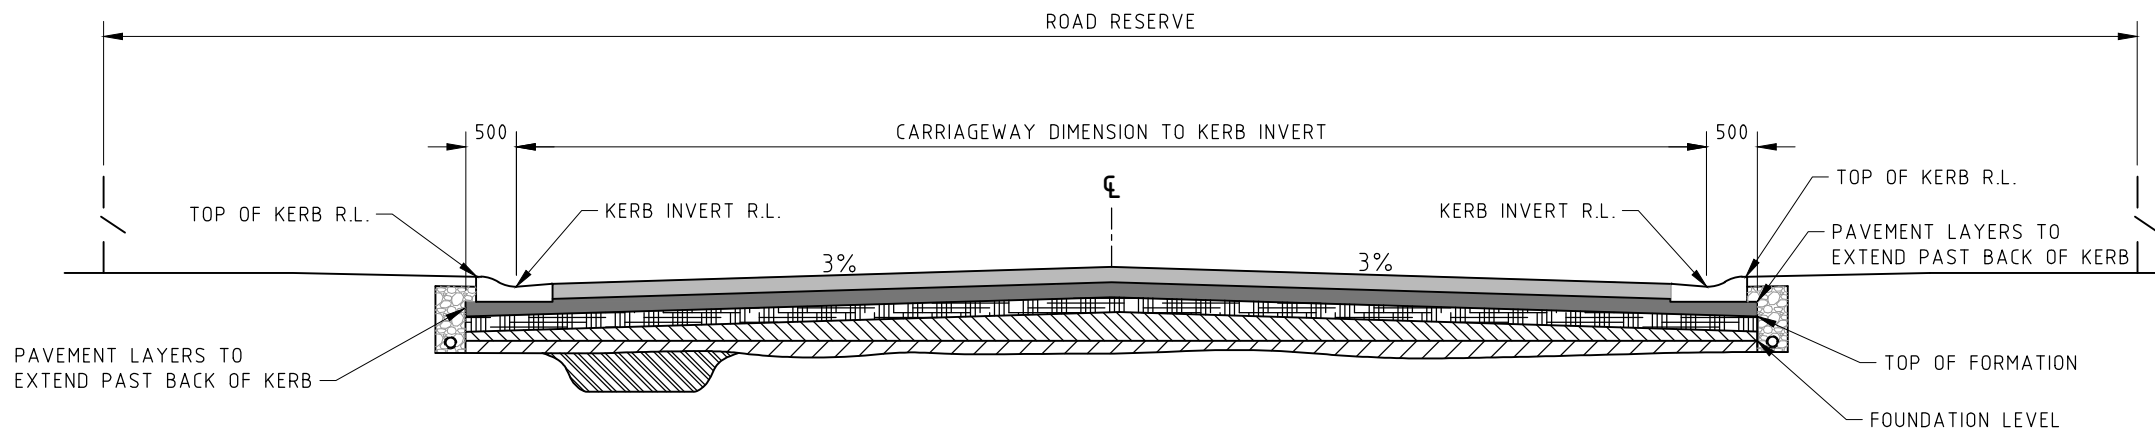 ROAD RESERVE
500
CARRIAGEWAY DIMENSION TO KERB INVERT
500
℄
TOP OF KERB R.L.
KERB INVERT R.L.
KERB INVERT R.L.
TOP OF KERB R.L.
PAVEMENT LAYERS TO
EXTEND PAST BACK OF KERB
3%
3%
PAVEMENT LAYERS TO
EXTEND PAST BACK OF KERB
TOP OF FORMATION
FOUNDATION LEVEL